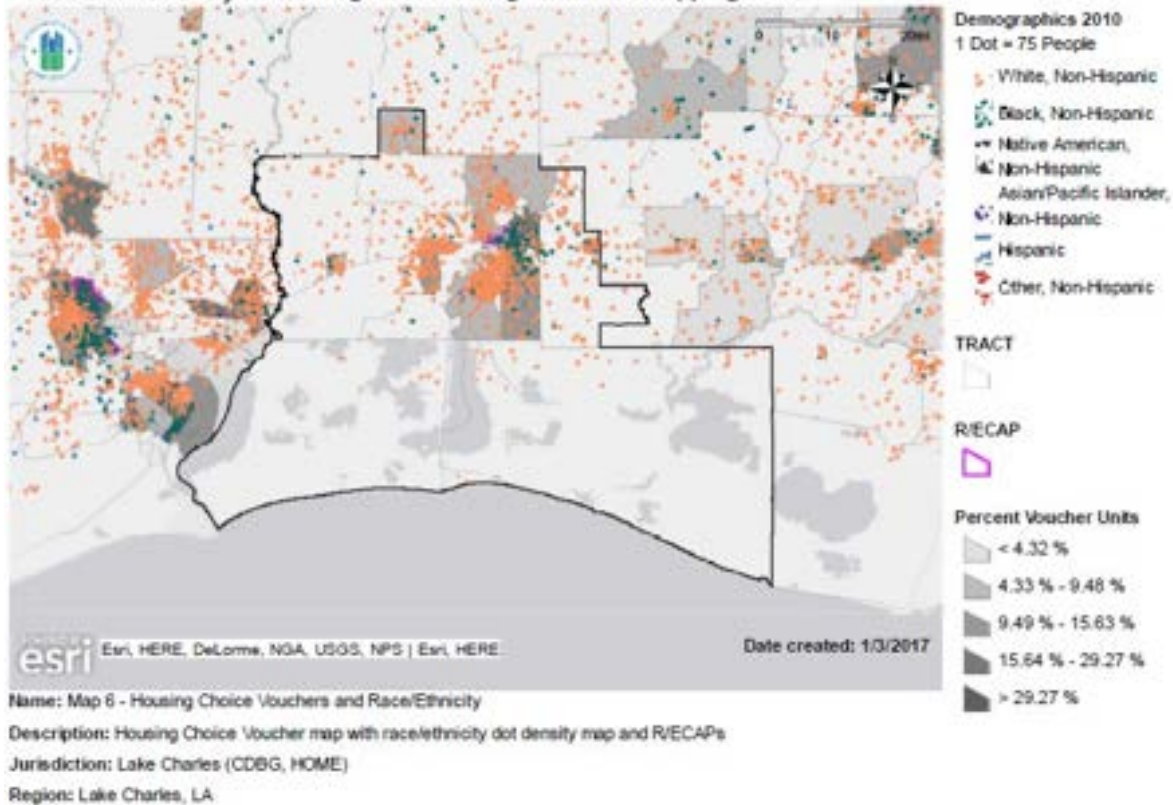 Demographics 2010
1 Dot = 75 People
White, Non-Hispanic
Black, Non-Hispanic
Native American,
Non-Hispanic
Asian/Pacific Islander,
Non-Hispanic
Hispanic
Other, Non-Hispanic
TRACT
R/ECAP
Percent Voucher Units
< 4.32 %
4.33 % - 9.48 %
9.49 % - 15.63 %
15.64 % - 29.27 %
> 29.27 %
0 10 20mi
esri
Esri, HERE, DeLorme, NGA, USGS, NPS | Esri, HERE
Date created: 1/3/2017
Name: Map 6 - Housing Choice Vouchers and Race/Ethnicity
Description: Housing Choice Voucher map with race/ethnicity dot density map and R/ECAPs
Jurisdiction: Lake Charles (CDBG, HOME)
Region: Lake Charles, LA